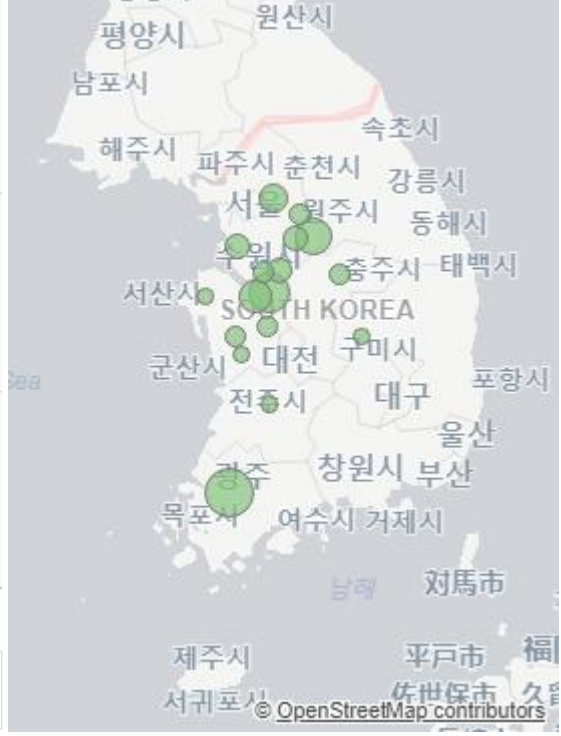 원산시
평양시
남포시
속초시
해주시
파주시 춘천시
강릉시
서울
원주시
동해시
수원시
충주시
태백시
서산시
SOUTH KOREA
대전
구미시
군산시
포항시
전주시
대구
울산
광주
창원시
부산
목포시
여수시
거제시
남해
対馬市
제주시
平戸市
서귀포시
佐世保市
© OpenStreetMap contributors